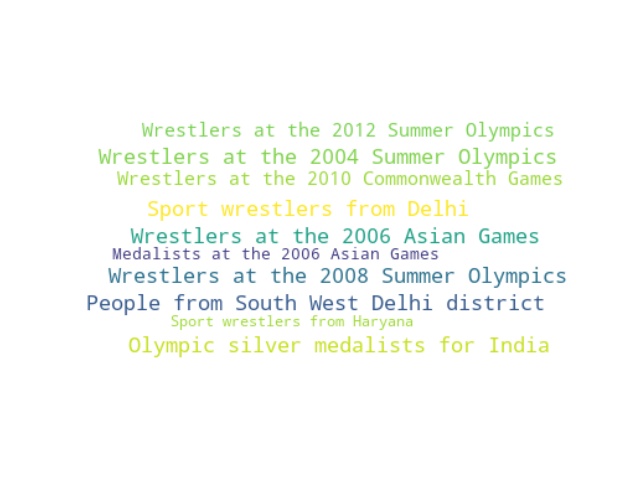 Wrestlers at the 2012 Summer Olympics
Wrestlers at the 2004 Summer Olympics
Wrestlers at the 2010 Commonwealth Games
Sport wrestlers from Delhi
Wrestlers at the 2006 Asian Games
Medalists at the 2006 Asian Games
Wrestlers at the 2008 Summer Olympics
People from South West Delhi district
Sport wrestlers from Haryana
Olympic silver medalists for India